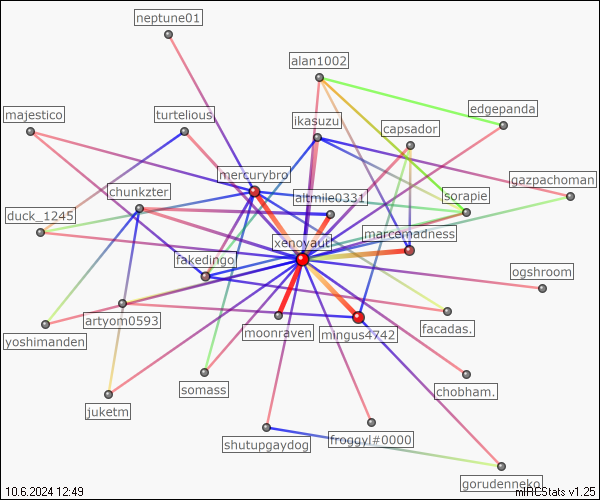 neptune01
alan1002
majestico
turtelious
ikasuzu
capsador
edgepanda
mercurybro
chunkzter
altmile0331
sorapie
gazpachoman
duck_1245
xenovaut
marcemadness
fakedingo
ogshroom
yoshimanden
artyom0593
moonraven
mingus4742
facadas.
juketm
somass
chobham.
shutupgaydog
froggyl#0000
gorudenneko
10.6.2024 12:49
mIRCStats v1.25